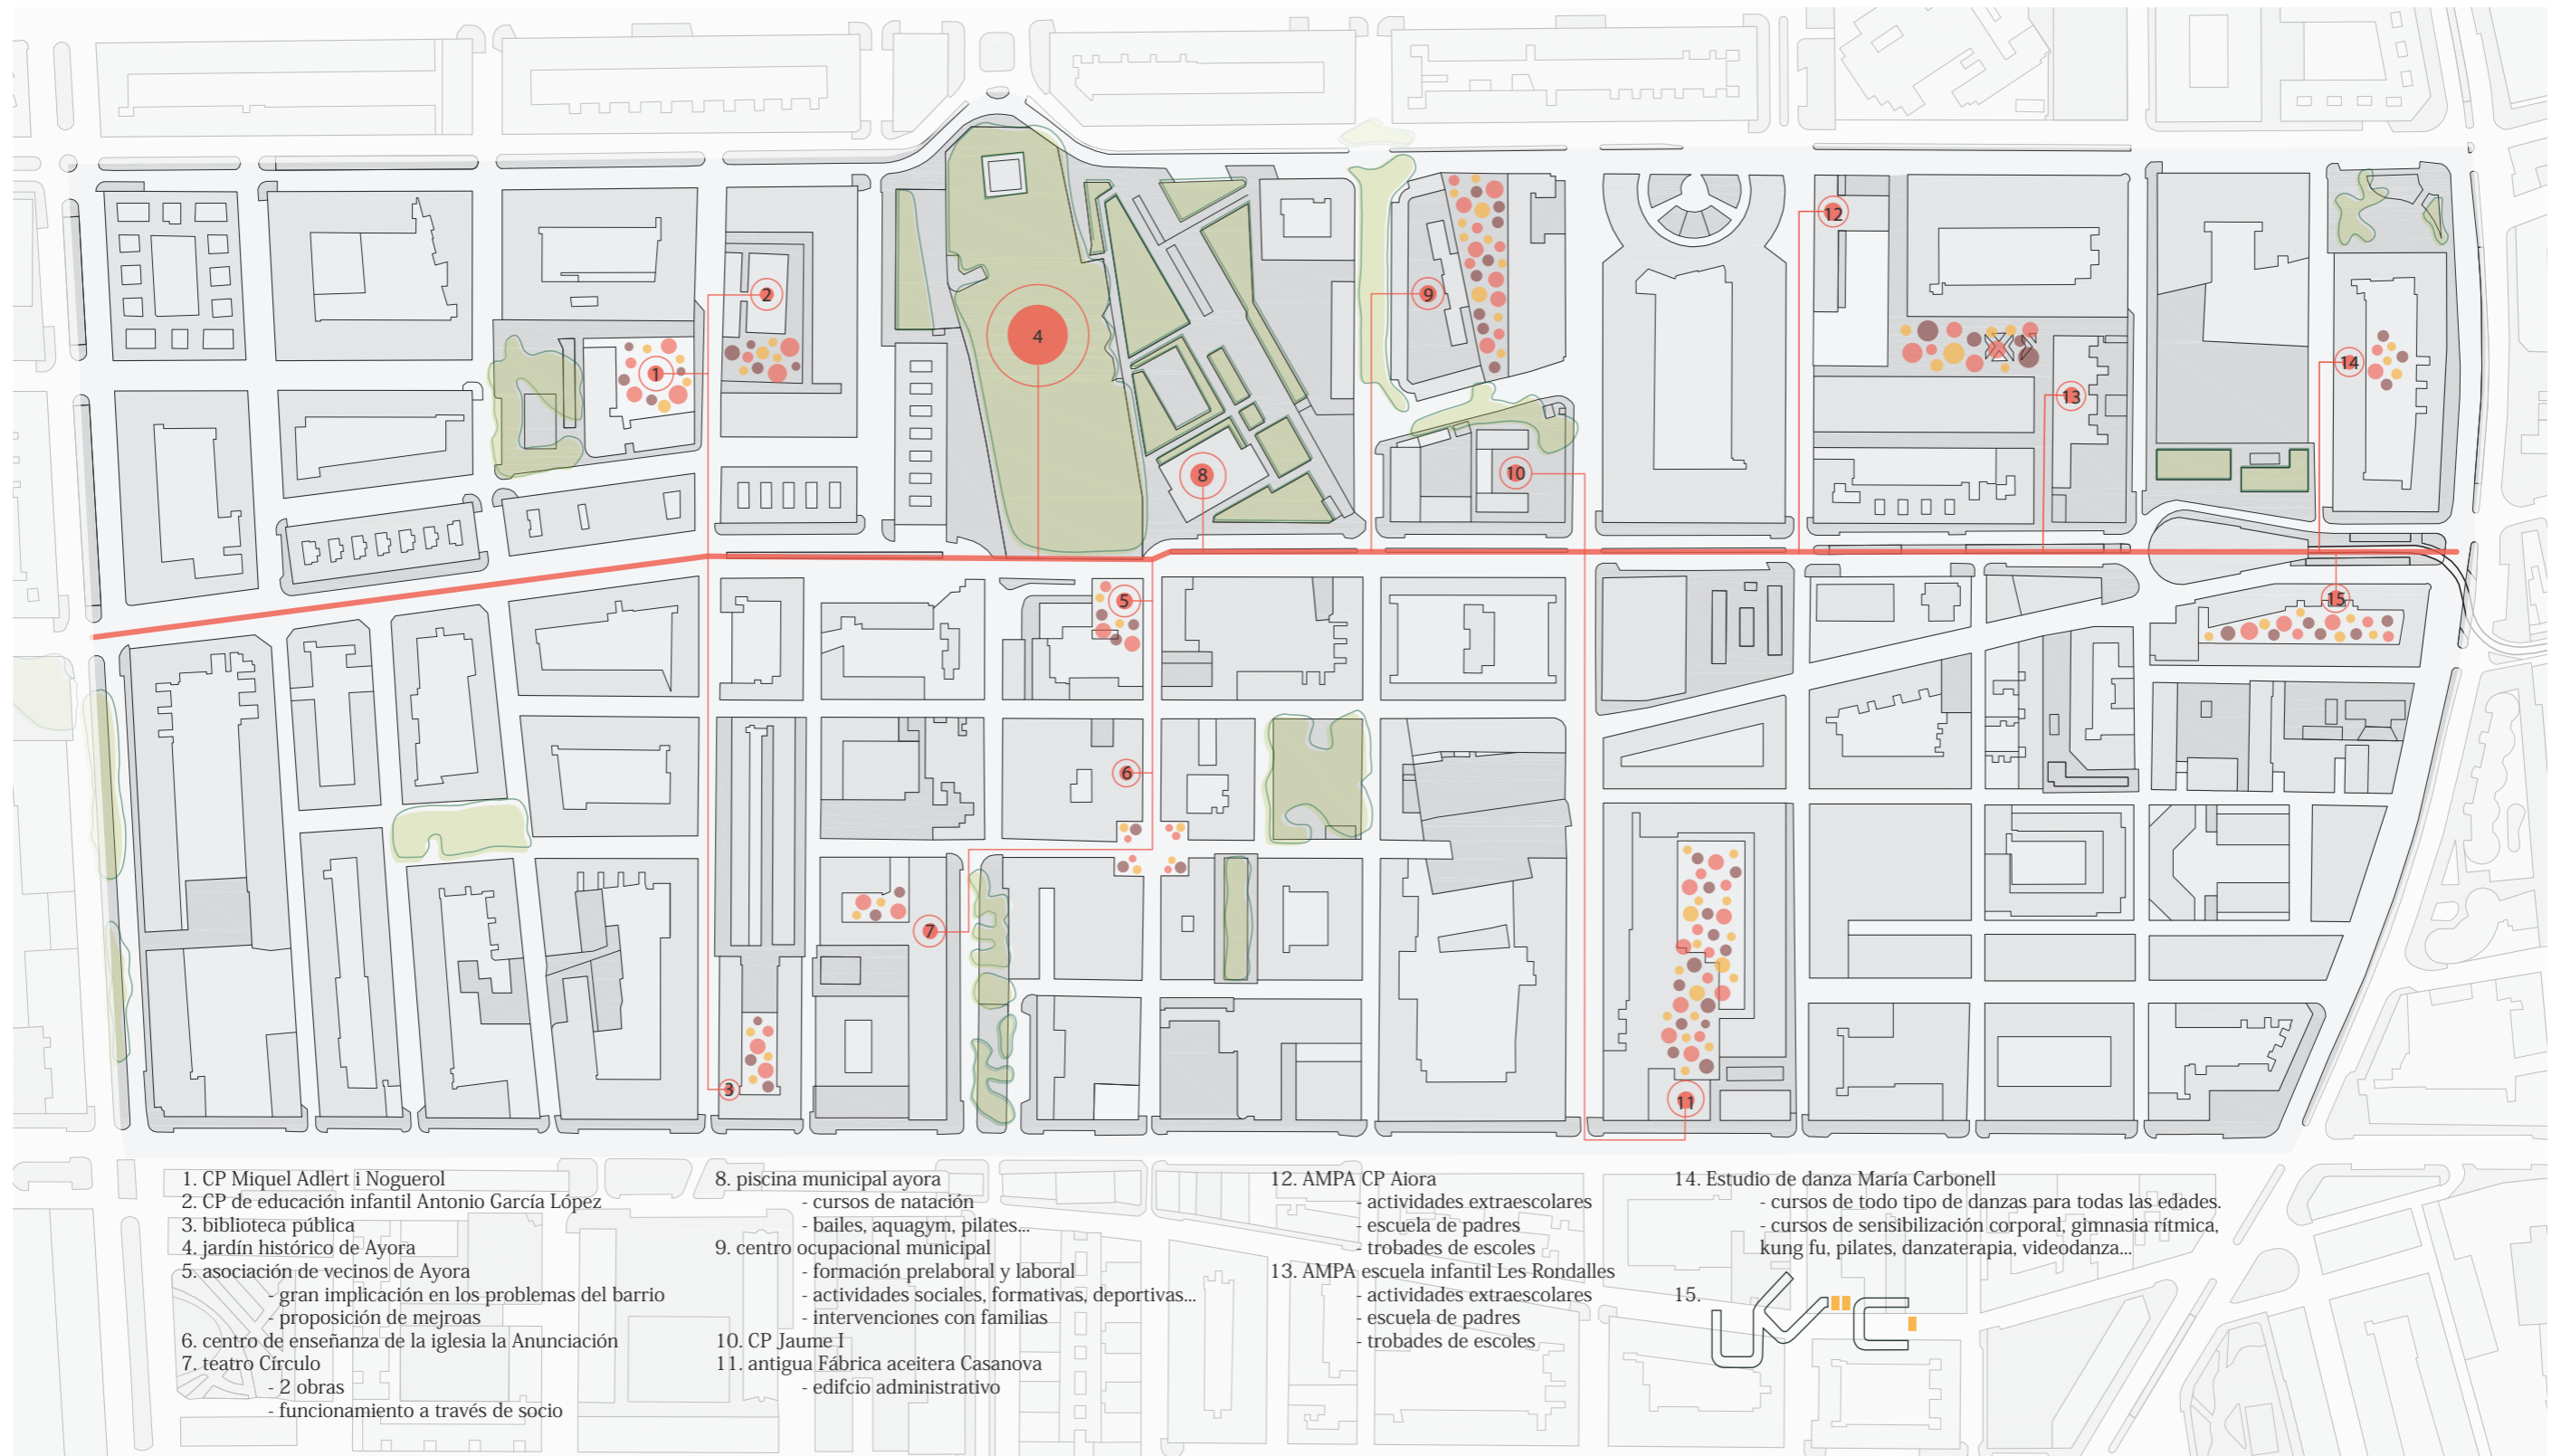 1
2
3
4
5
6
7
8
9
10
11
12
13
14
15
1. CP Miquel Adlert i Noguerol
2. CP de educación infantil Antonio García López
3. biblioteca pública
4. jardín histórico de Ayora
5. asociación de vecinos de Ayora
- gran implicación en los problemas del barrio
- proposición de mejroas
6. centro de enseñanza de la iglesia la Anunciación
7. teatro Círculo
- 2 obras
- funcionamiento a través de socio
8. piscina municipal ayora
- cursos de natación
- bailes, aquagym, pilates...
9. centro ocupacional municipal
- formación prelaboral y laboral
- actividades sociales, formativas, deportivas...
- intervenciones con familias
10. CP Jaume I
11. antigua Fábrica aceitera Casanova
- edifcio administrativo
12. AMPA CP Aiora
- actividades extraescolares
- escuela de padres
- trobades de escoles
13. AMPA escuela infantil Les Rondalles
- actividades extraescolares
- escuela de padres
- trobades de escoles
14. Estudio de danza María Carbonell
- cursos de todo tipo de danzas para todas las edades.
- cursos de sensibilización corporal, gimnasia rítmica,
kung fu, pilates, danzaterapia, videodanza...
15.